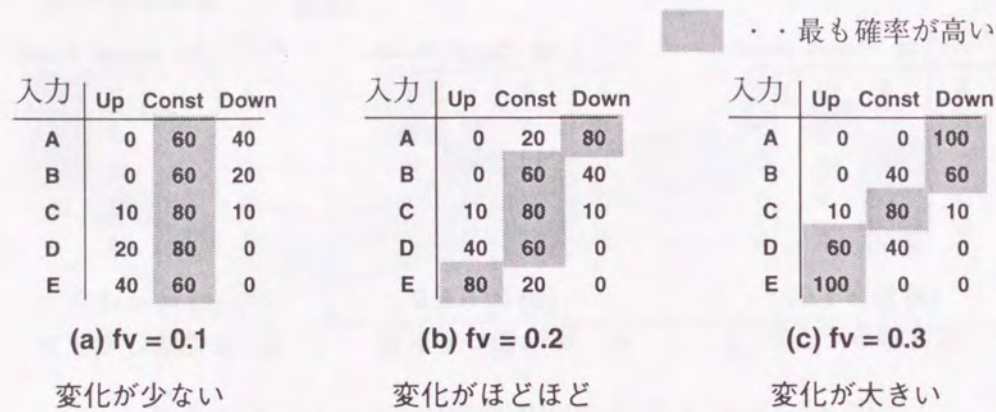 ・・最も確率が高い
入力 Up Const Down
A 0 60 40
B 0 60 20
C 10 80 10
D 20 80 0
E 40 60 0
(a) fv = 0.1
変化が少ない
入力 Up Const Down
A 0 20 80
B 0 60 40
C 10 80 10
D 40 60 0
E 80 20 0
(b) fv = 0.2
変化がほどほど
入力 Up Const Down
A 0 0 100
B 0 40 60
C 10 80 10
D 60 40 0
E 100 0 0
(c) fv = 0.3
変化が大きい